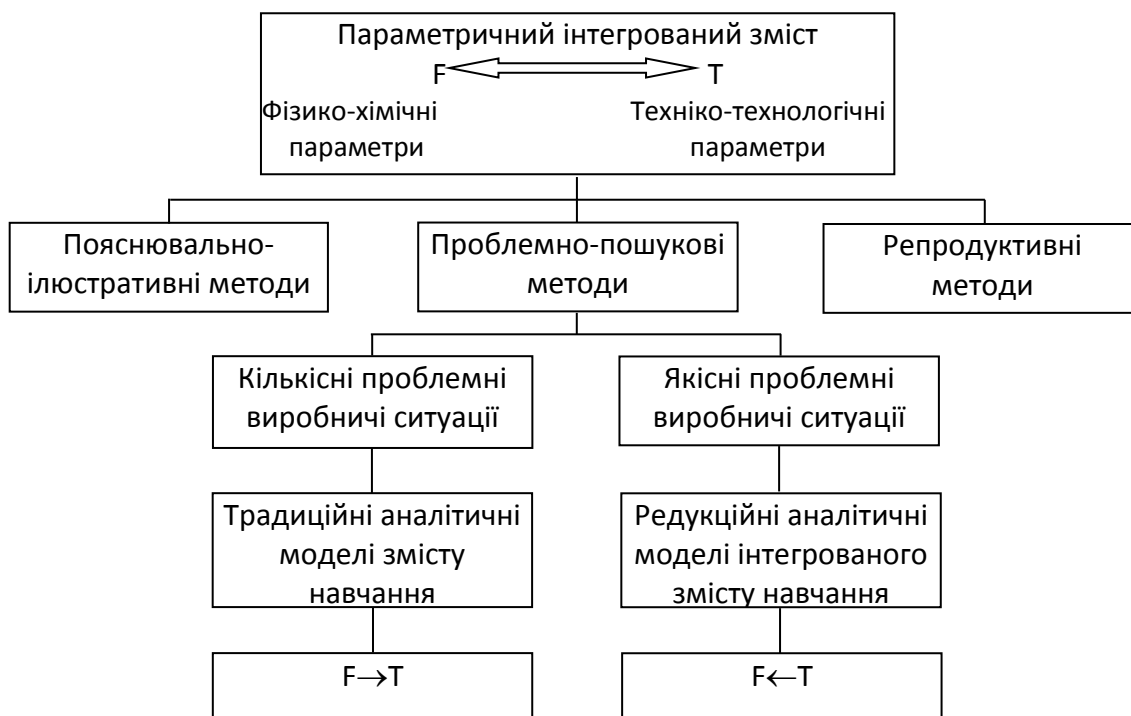 Параметричний інтегрований зміст
F T
Фізико-хімічні
параметри
Техніко-технологічні
параметри
Пояснювально-
ілюстративні методи
Проблемно-пошукові
методи
Репродуктивні
методи
Кількісні проблемні
виробничі ситуації
Якісні проблемні
виробничі ситуації
Традиційні аналітичні
моделі змісту
навчання
Редукційні аналітичні
моделі інтегрованого
змісту навчання
F→T
F←T